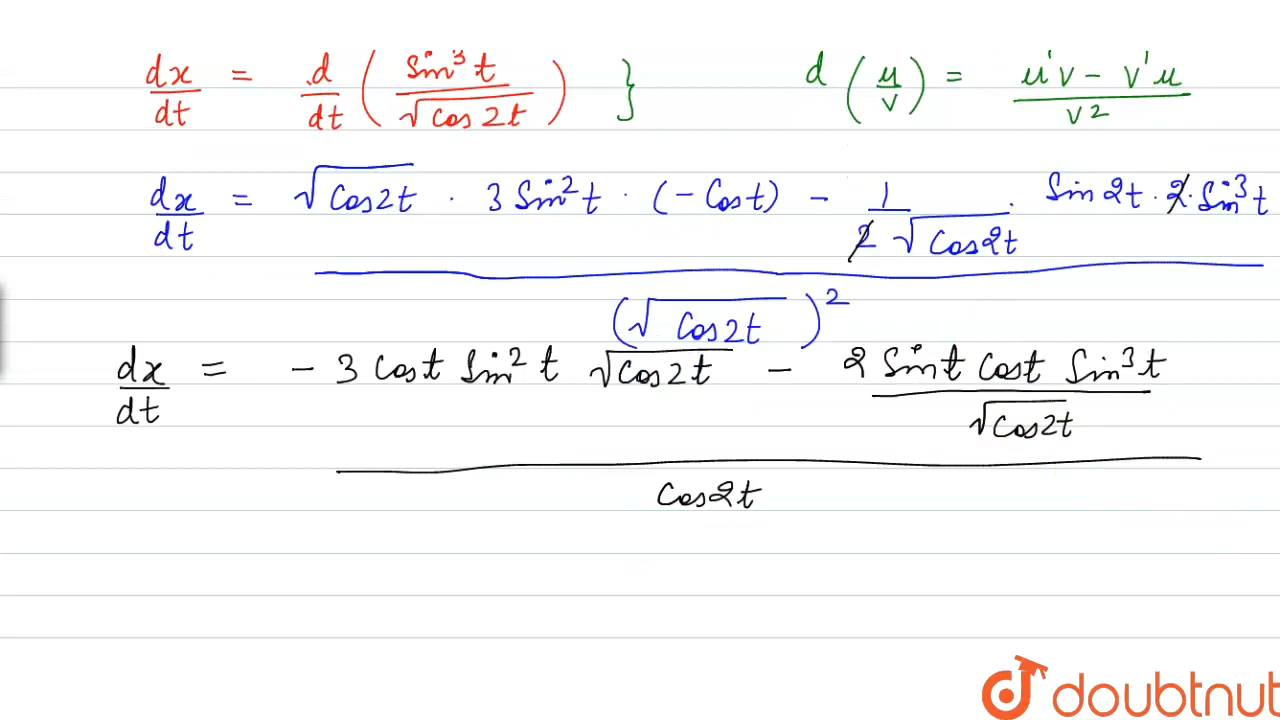 dx/dt = d/dt ( Sin³t / √Cos2t ) } d ( u/v ) = u'v - v'u / v²
dx/dt = √Cos2t · 3 Sin²t · (-Cost) - 1 / 2√Cos2t · Sin2t · 2 · Sin³t
(√Cos2t)²
dx/dt = - 3 Cost Sin²t √Cos2t - 2 Sint Cost Sin³t / √Cos2t
Cos2t
doubtnut